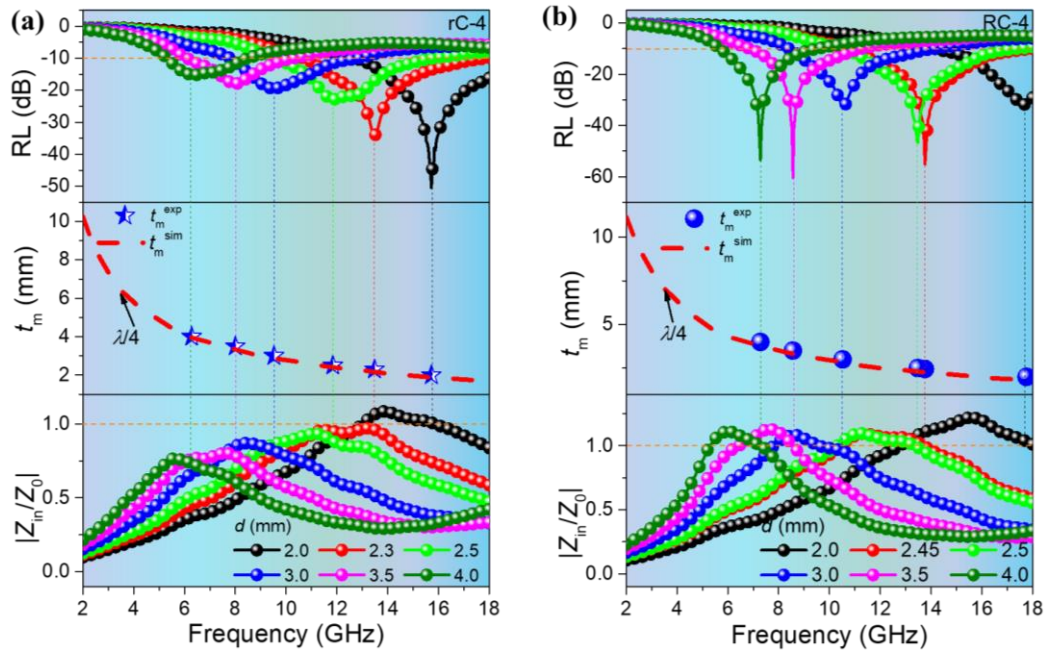 (a)
rC-4
0
-10
-20
-30
-40
-50
RL (dB)
t_m^exp
t_m^sim
λ/4
10
8
6
4
2
t_m (mm)
1.0
0.5
0.0
|Z_in/Z_0|
d (mm)
2.0 2.3 2.5
3.0 3.5 4.0
2 4 6 8 10 12 14 16 18
Frequency (GHz)
(b)
RC-4
0
-20
-40
-60
RL (dB)
t_m^exp
t_m^sim
λ/4
10
5
t_m (mm)
1.0
0.5
0.0
|Z_in/Z_0|
d (mm)
2.0 2.45 2.5
3.0 3.5 4.0
2 4 6 8 10 12 14 16 18
Frequency (GHz)